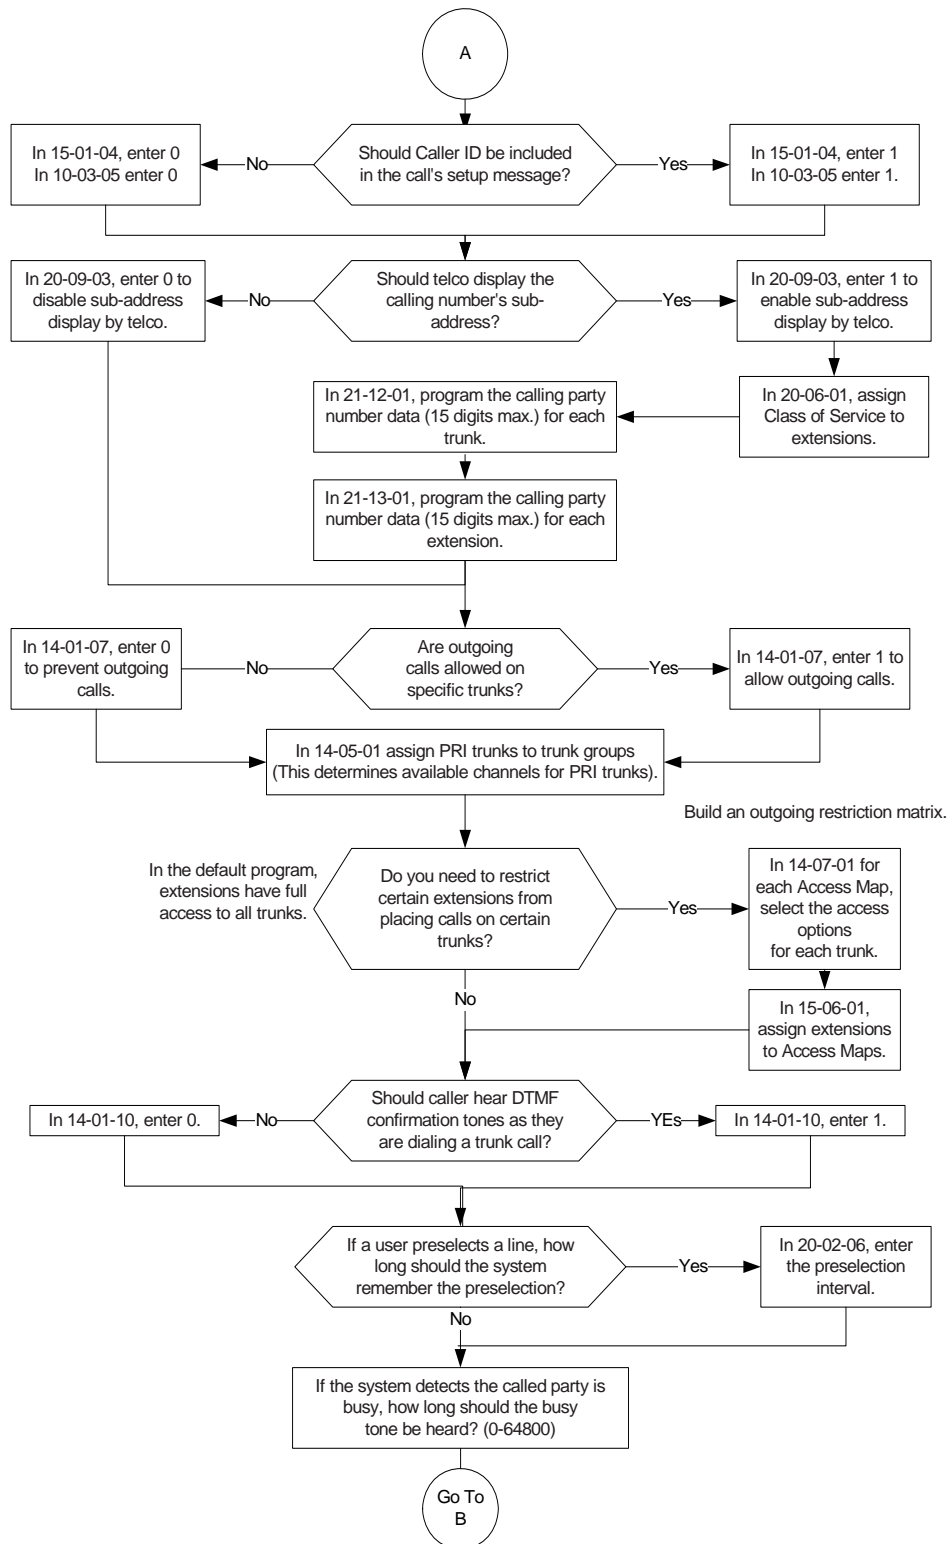 A
Should Caller ID be included
in the call's setup message?
No
Yes
In 15-01-04, enter 0
In 10-03-05 enter 0
In 15-01-04, enter 1
In 10-03-05 enter 1.
Should telco display the
calling number's sub-
address?
No
Yes
In 20-09-03, enter 0 to
disable sub-address
display by telco.
In 20-09-03, enter 1 to
enable sub-address
display by telco.
In 20-06-01, assign
Class of Service to
extensions.
In 21-12-01, program the calling party
number data (15 digits max.) for each
trunk.
In 21-13-01, program the calling party
number data (15 digits max.) for each
extension.
Are outgoing
calls allowed on
specific trunks?
No
Yes
In 14-01-07, enter 0
to prevent outgoing
calls.
In 14-01-07, enter 1 to
allow outgoing calls.
In 14-05-01 assign PRI trunks to trunk groups
(This determines available channels for PRI trunks).
Build an outgoing restriction matrix.
In the default program,
extensions have full
access to all trunks.
Do you need to restrict
certain extensions from
placing calls on certain
trunks?
Yes
No
In 14-07-01 for
each Access Map,
select the access
options
for each trunk.
In 15-06-01,
assign extensions
to Access Maps.
Should caller hear DTMF
confirmation tones as they
are dialing a trunk call?
No
YEs
In 14-01-10, enter 0.
In 14-01-10, enter 1.
If a user preselects a line, how
long should the system
remember the preselection?
Yes
No
In 20-02-06, enter
the preselection
interval.
If the system detects the called party is
busy, how long should the busy
tone be heard? (0-64800)
Go To
B